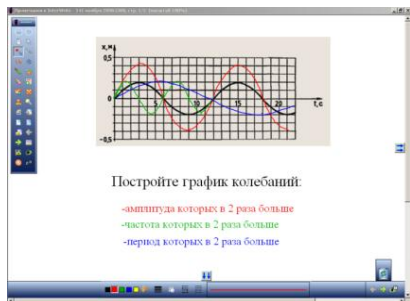 x,м
0,5
0
5 10 15 20 t,c
-0,5
Постройте график колебаний:
-амплитуда которых в 2 раза больше
-частота которых в 2 раза больше
-период которых в 2 раза больше